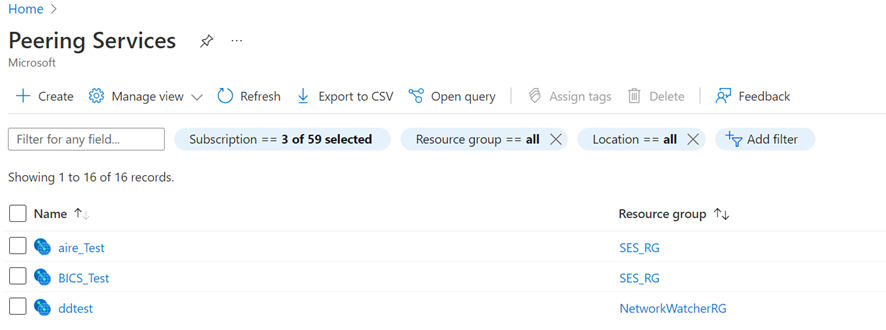 Home >
Peering Services
Microsoft
Create Manage view Refresh Export to CSV Open query Assign tags Delete Feedback
Filter for any field... Subscription == 3 of 59 selected Resource group == all Location == all Add filter
Showing 1 to 16 of 16 records.
Name ↑↓ Resource group ↑↓
aire_Test SES_RG
BICS_Test SES_RG
ddtest NetworkWatcherRG